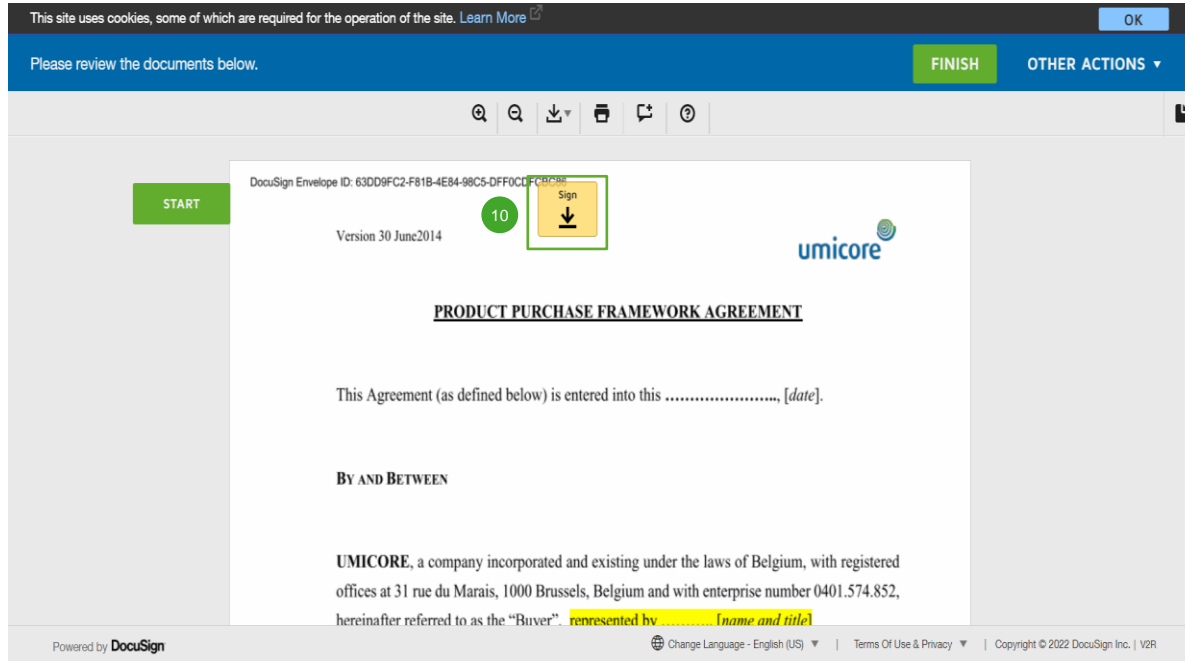 This site uses cookies, some of which are required for the operation of the site. Learn More
OK
Please review the documents below.
FINISH
OTHER ACTIONS
START
DocuSign Envelope ID: 63DD9FC2-F81B-4E84-98C5-DFF0CDFCBC86
Sign
10
Version 30 June2014
umicore
PRODUCT PURCHASE FRAMEWORK AGREEMENT
This Agreement (as defined below) is entered into this ……………………..., [date].
BY AND BETWEEN
UMICORE, a company incorporated and existing under the laws of Belgium, with registered
offices at 31 rue du Marais, 1000 Brussels, Belgium and with enterprise number 0401.574.852,
hereinafter referred to as the “Buyer”, represented by ……….. [name and title]
Powered by DocuSign
Change Language - English (US) | Terms Of Use & Privacy | Copyright © 2022 DocuSign Inc. | V2R